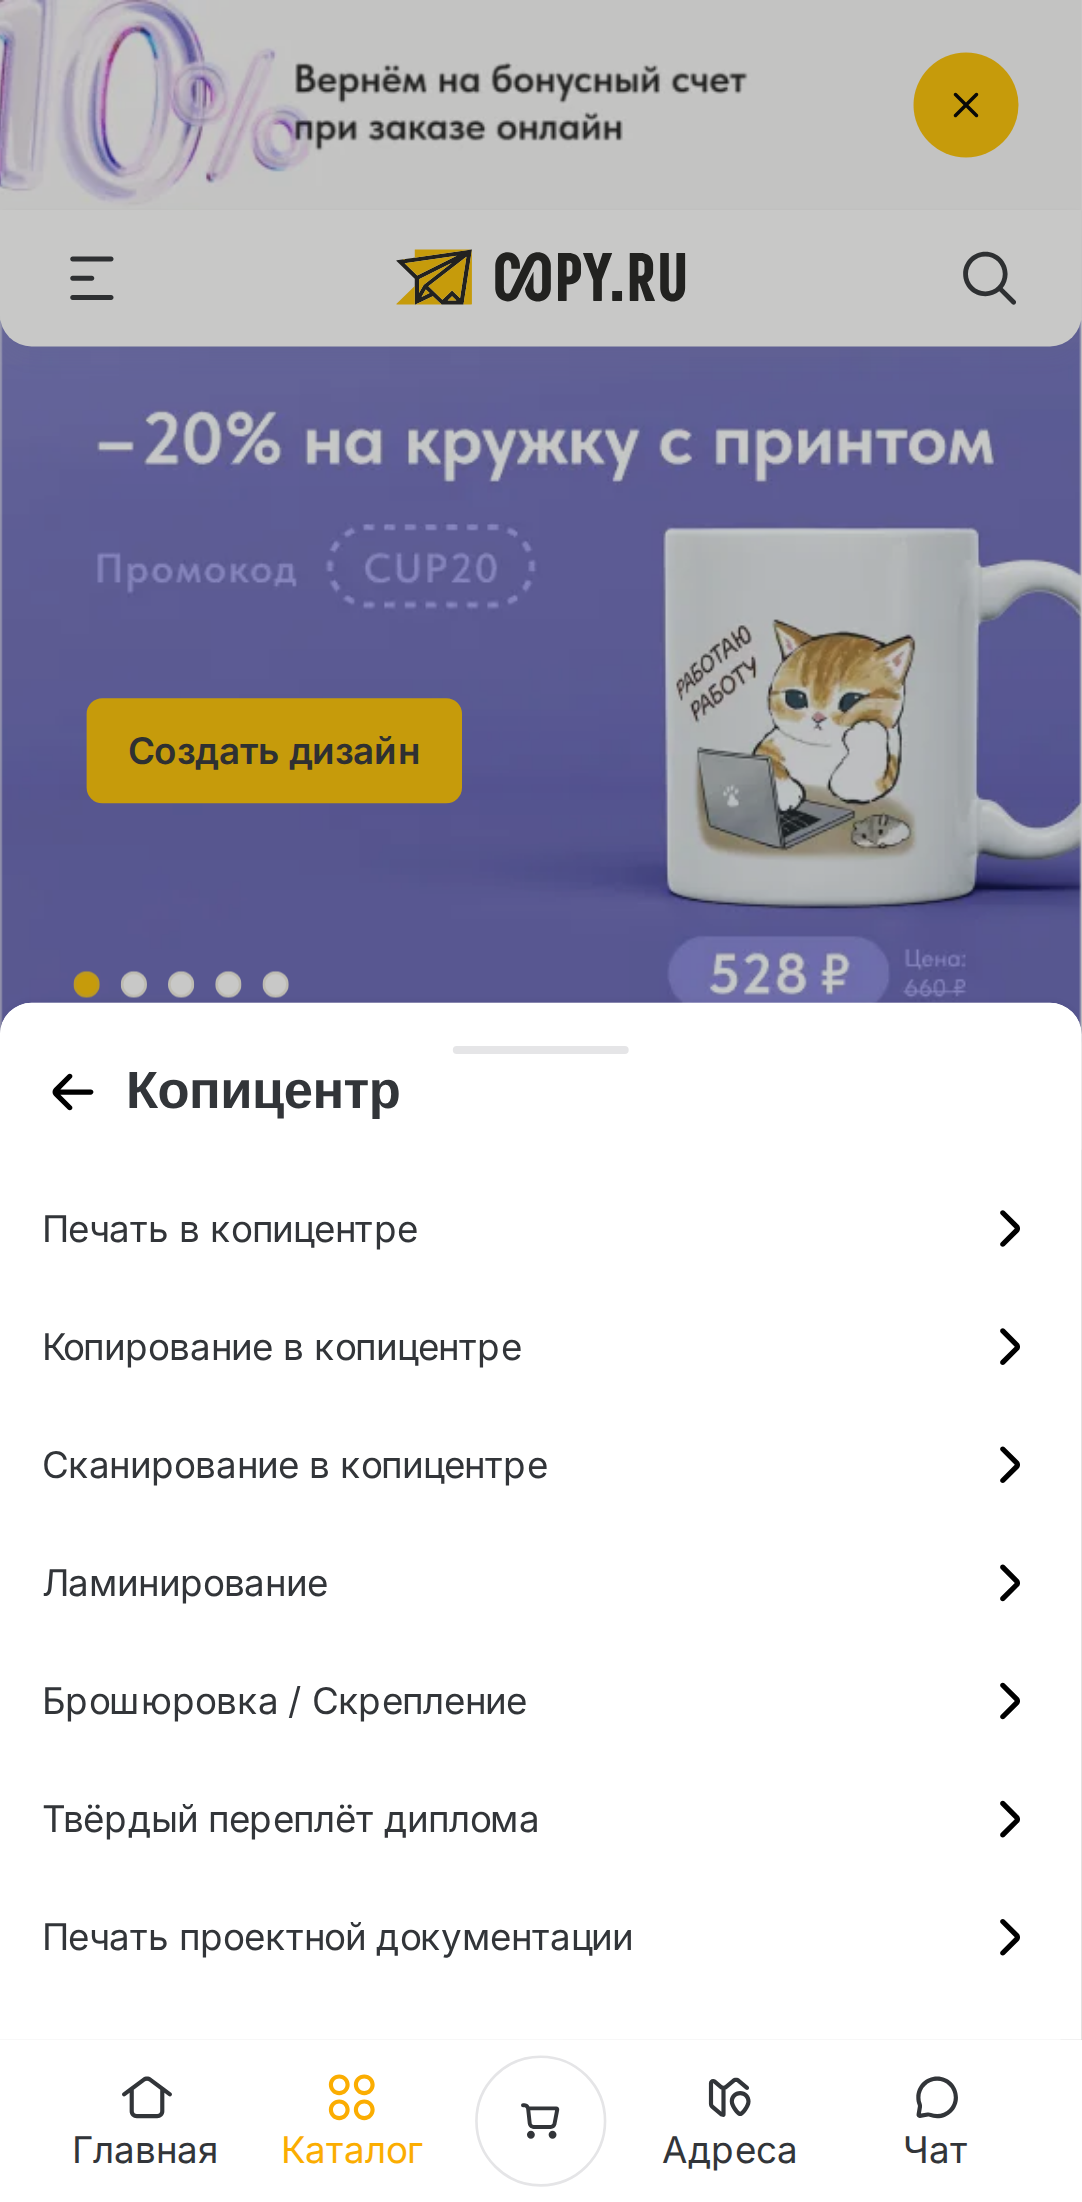 10%
Вернём на бонусный счет
при заказе онлайн
COPY.RU
–20% на кружку с принтом
Промокод CUP20
РАБОТАЮ
РАБОТУ
Создать дизайн
528 ₽
Цена:
660 ₽
Копицентр
Печать в копицентре
Копирование в копицентре
Сканирование в копицентре
Ламинирование
Брошюровка / Скрепление
Твёрдый переплёт диплома
Печать проектной документации
Главная
Каталог
Адреса
Чат